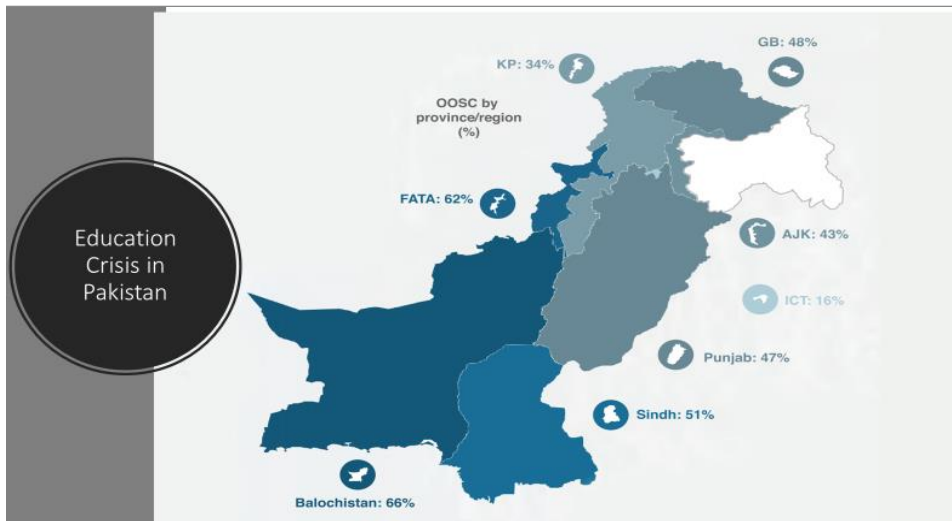 Education
Crisis in
Pakistan
OOSC by
province/region
(%)
KP: 34%
GB: 48%
FATA: 62%
AJK: 43%
ICT: 16%
Punjab: 47%
Sindh: 51%
Balochistan: 66%